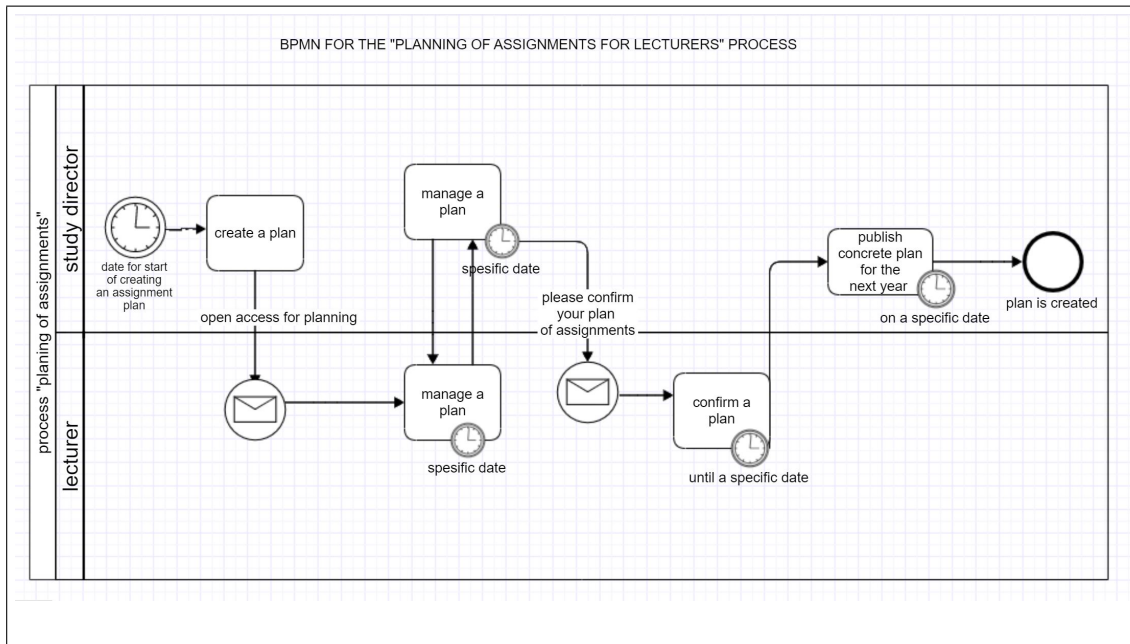 BPMN FOR THE "PLANNING OF ASSIGNMENTS FOR LECTURERS" PROCESS
process "planing of assignments"
study director
date for start
of creating
an assignment
plan
create a plan
open access for planning
manage a
plan
spesific date
please confirm
your plan
of assignments
publish
concrete plan
for the
next year
on a specific date
plan is created
lecturer
manage a
plan
spesific date
confirm a
plan
until a specific date